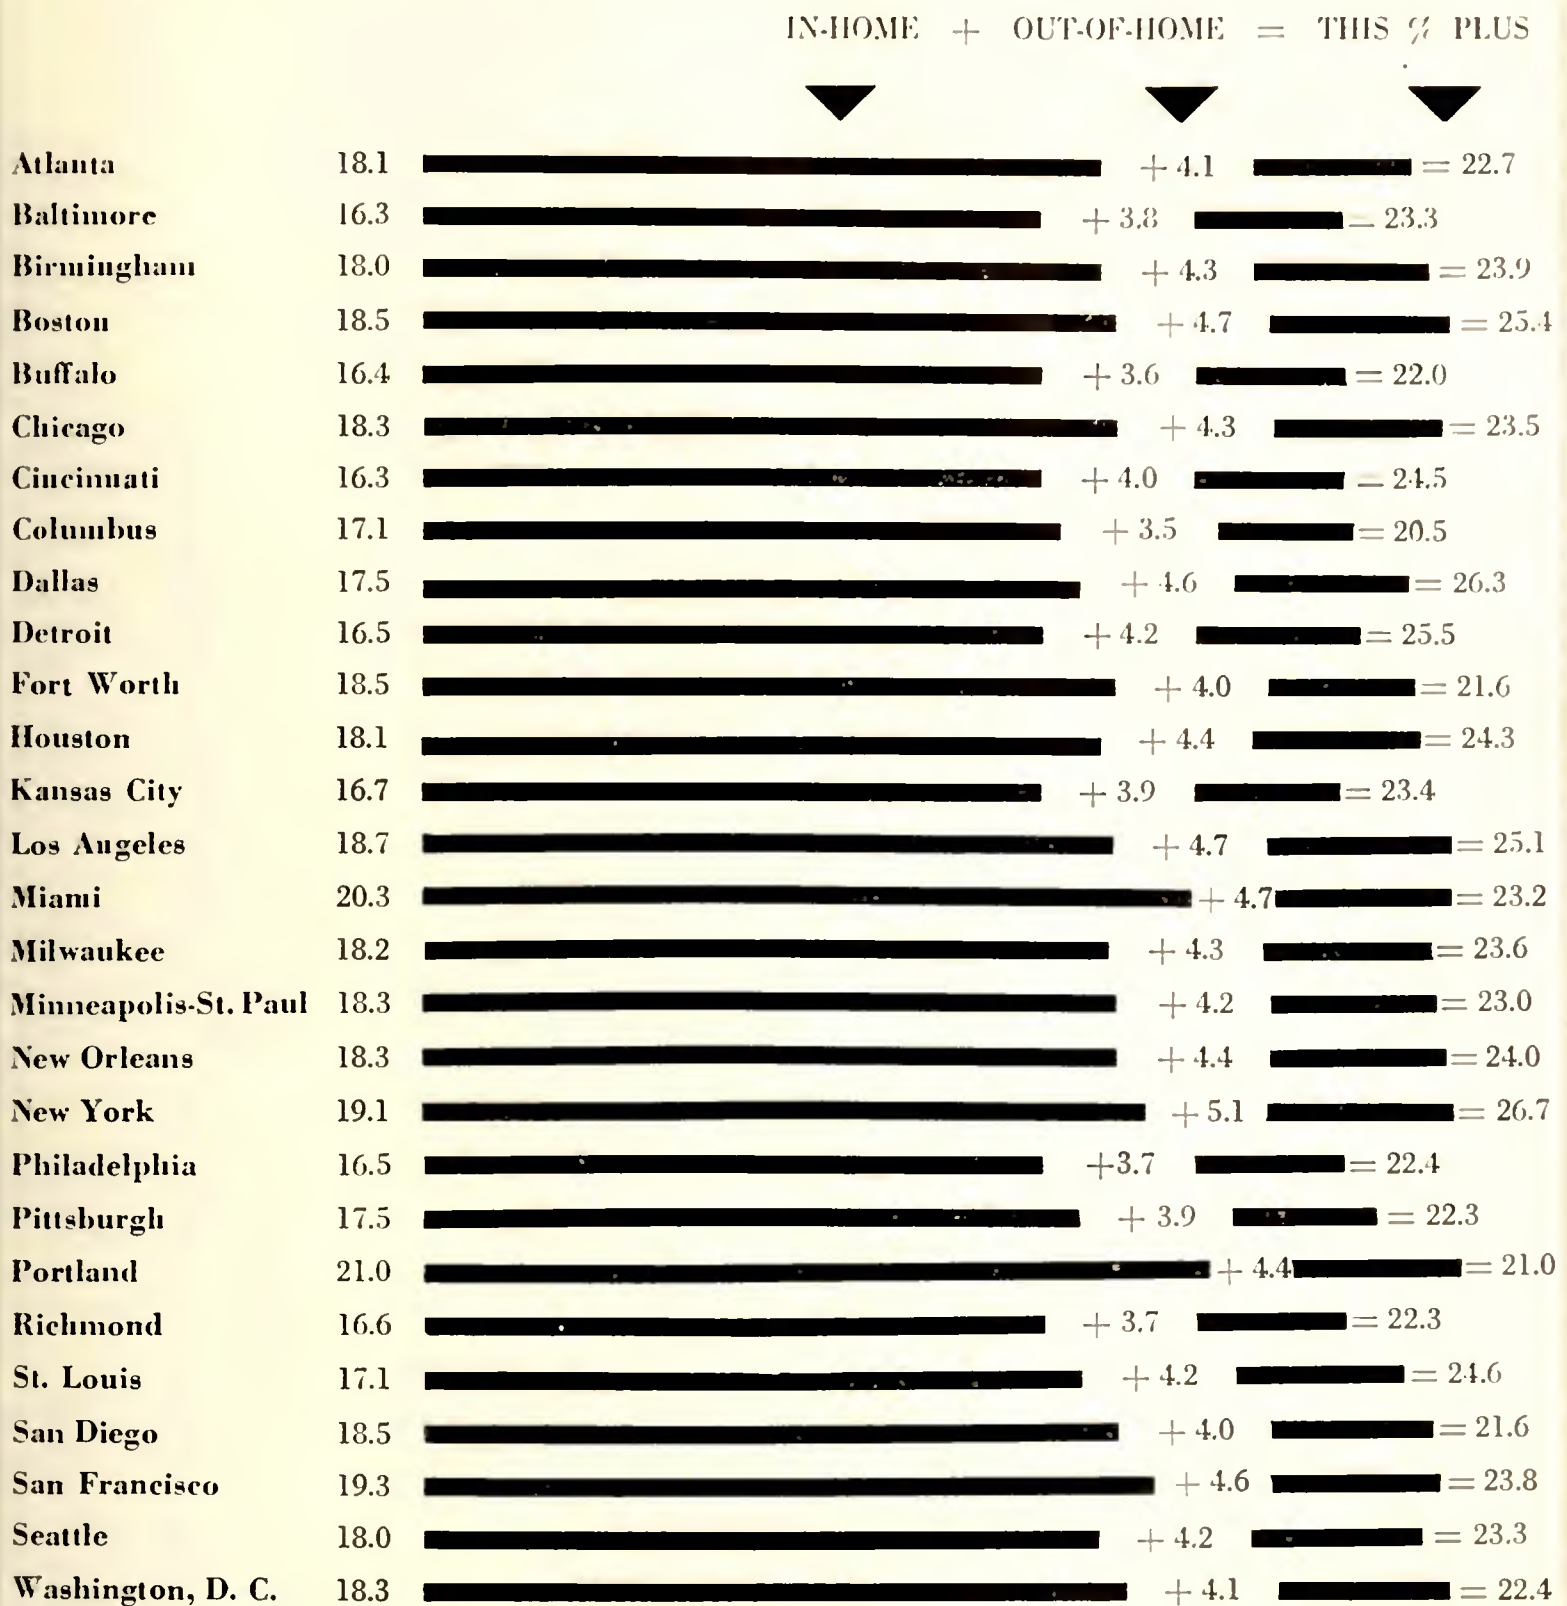 IN-HOME + OUT-OF-HOME = THIS % PLUS
Atlanta 18.1 + 4.1 = 22.7
Baltimore 16.3 + 3.8 = 23.3
Birmingham 18.0 + 4.3 = 23.9
Boston 18.5 + 4.7 = 25.4
Buffalo 16.4 + 3.6 = 22.0
Chicago 18.3 + 4.3 = 23.5
Cincinnati 16.3 + 4.0 = 24.5
Columbus 17.1 + 3.5 = 20.5
Dallas 17.5 + 4.6 = 26.3
Detroit 16.5 + 4.2 = 25.5
Fort Worth 18.5 + 4.0 = 21.6
Houston 18.1 + 4.4 = 24.3
Kansas City 16.7 + 3.9 = 23.4
Los Angeles 18.7 + 4.7 = 25.1
Miami 20.3 + 4.7 = 23.2
Milwaukee 18.2 + 4.3 = 23.6
Minneapolis-St. Paul 18.3 + 4.2 = 23.0
New Orleans 18.3 + 4.4 = 24.0
New York 19.1 + 5.1 = 26.7
Philadelphia 16.5 +3.7 = 22.4
Pittsburgh 17.5 + 3.9 = 22.3
Portland 21.0 + 4.4 = 21.0
Richmond 16.6 + 3.7 = 22.3
St. Louis 17.1 + 4.2 = 24.6
San Diego 18.5 + 4.0 = 21.6
San Francisco 19.3 + 4.6 = 23.8
Seattle 18.0 + 4.2 = 23.3
Washington, D. C. 18.3 + 4.1 = 22.4